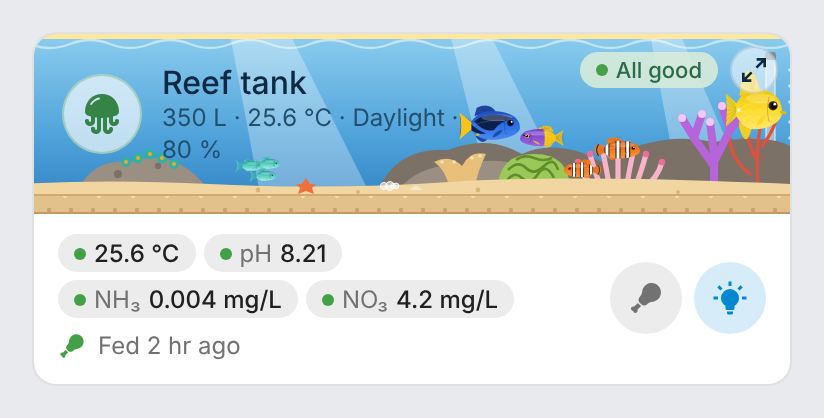 Reef tank
All good
350 L · 25.6 °C · Daylight ·
80 %
25.6 °C
pH 8.21
NH₃ 0.004 mg/L
NO₃ 4.2 mg/L
Fed 2 hr ago